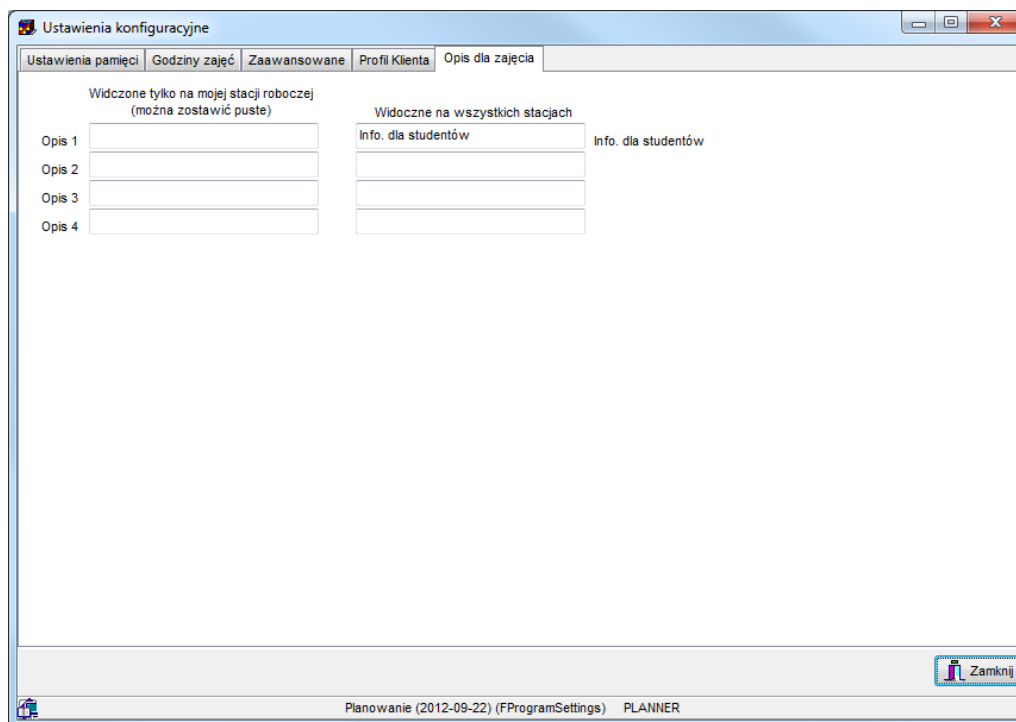 Ustawienia konfiguracyjne
Ustawienia pamięci Godziny zajęć Zaawansowane Profil Klienta Opis dla zajęcia
Widczone tylko na mojej stacji roboczej
(można zostawić puste)
Widoczne na wszystkich stacjach
Opis 1 Info. dla studentów Info. dla studentów
Opis 2
Opis 3
Opis 4
Zamknij
Planowanie (2012-09-22) (FProgramSettings) PLANNER